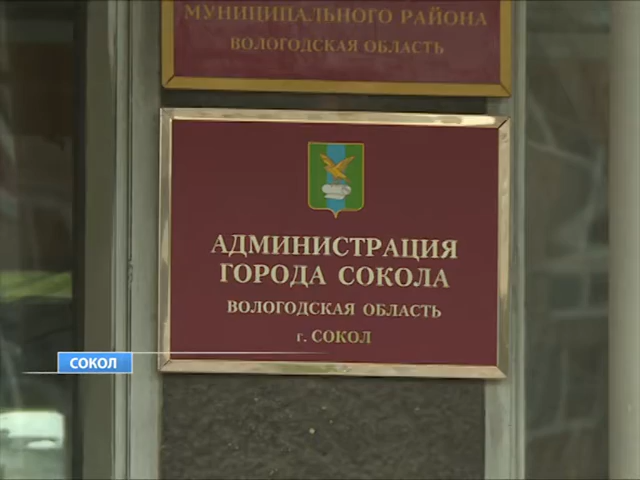 МУНИЦИПАЛЬНОГО РАЙОНА
ВОЛОГОДСКАЯ ОБЛАСТЬ
АДМИНИСТРАЦИЯ
ГОРОДА СОКОЛА
ВОЛОГОДСКАЯ ОБЛАСТЬ
г. СОКОЛ
СОКОЛ